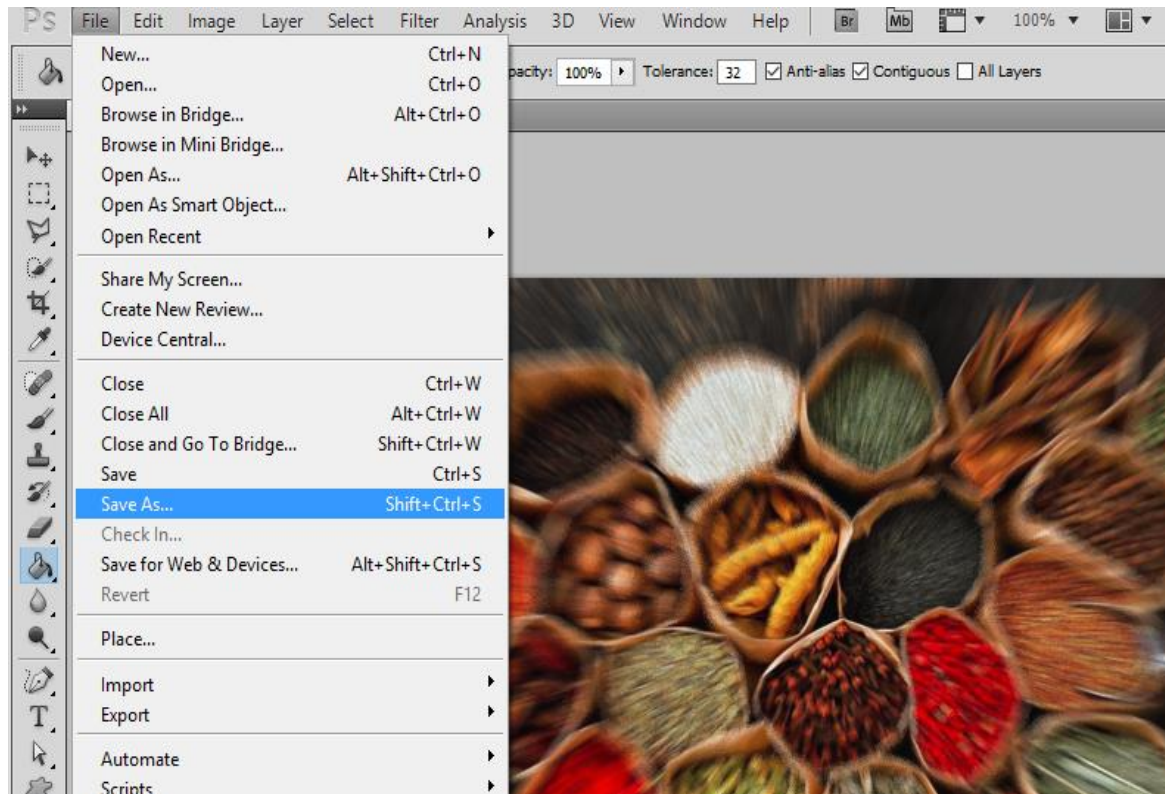 Ps File Edit Image Layer Select Filter Analysis 3D View Window Help Br Mb 100%
pacity: 100% Tolerance: 32 Anti-alias Contiguous All Layers
New... Ctrl+N
Open... Ctrl+O
Browse in Bridge... Alt+Ctrl+O
Browse in Mini Bridge...
Open As... Alt+Shift+Ctrl+O
Open As Smart Object...
Open Recent
Share My Screen...
Create New Review...
Device Central...
Close Ctrl+W
Close All Alt+Ctrl+W
Close and Go To Bridge... Shift+Ctrl+W
Save Ctrl+S
Save As... Shift+Ctrl+S
Check In...
Save for Web & Devices... Alt+Shift+Ctrl+S
Revert F12
Place...
Import
Export
Automate
Scripts
T